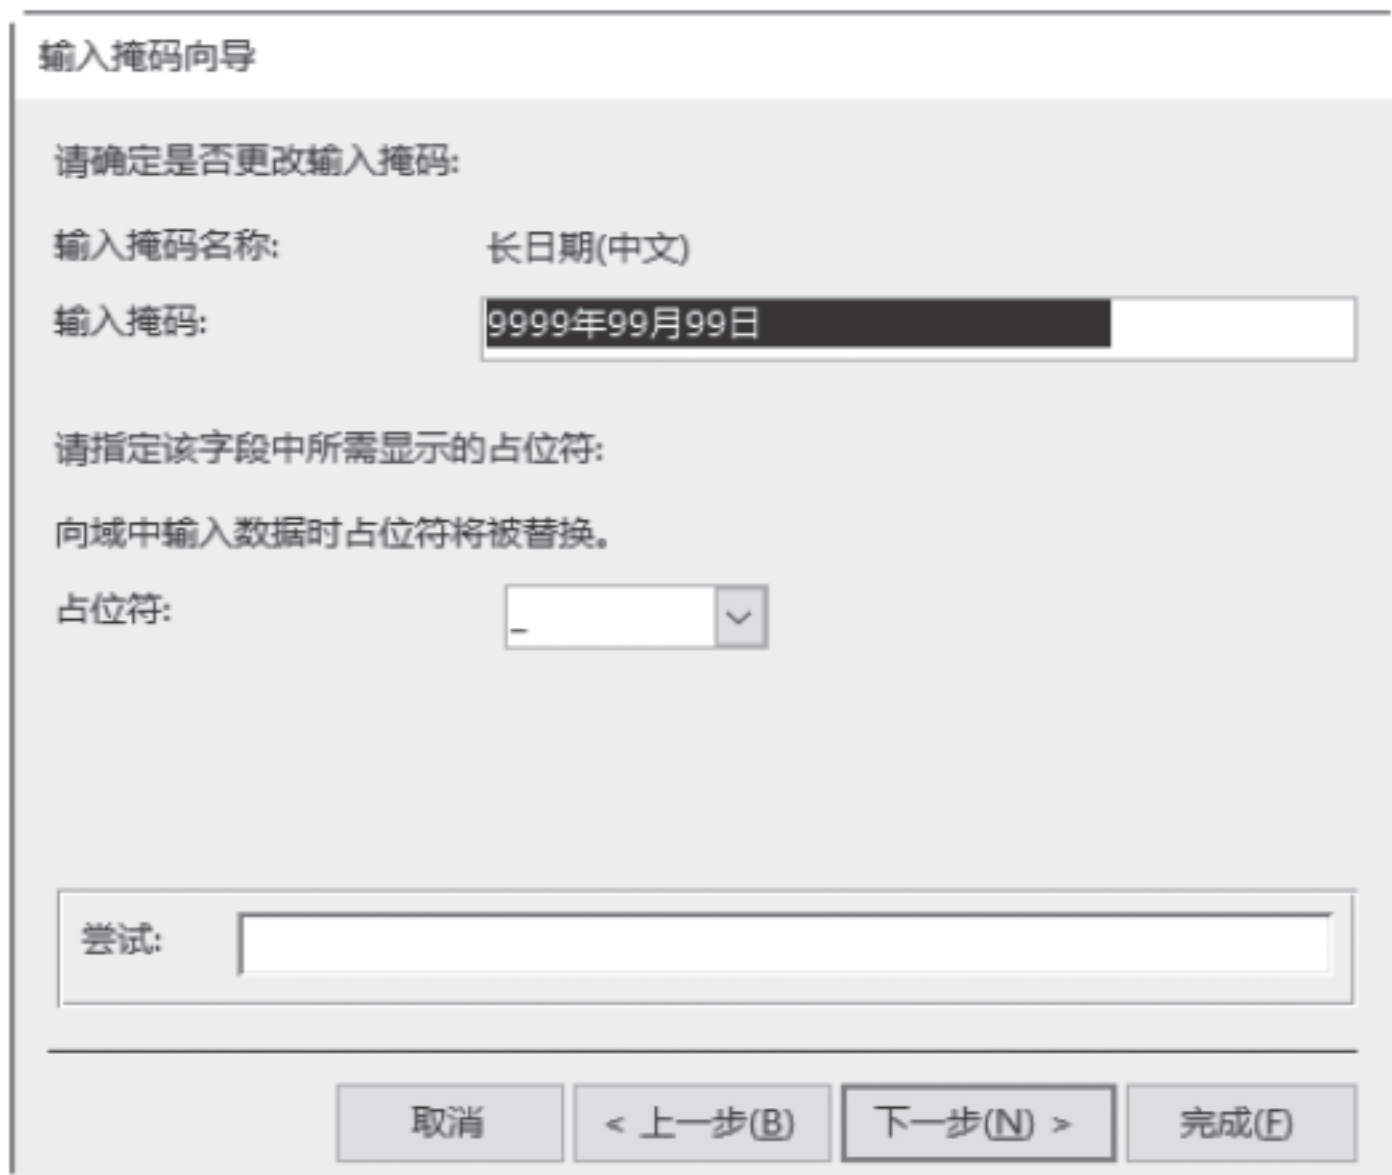 输入掩码向导
请确定是否更改输入掩码:
输入掩码名称: 长日期(中文)
输入掩码: 9999年99月99日
请指定该字段中所需显示的占位符:
向域中输入数据时占位符将被替换。
占位符: _
尝试:
取消 < 上一步(B) 下一步(N) > 完成(F)